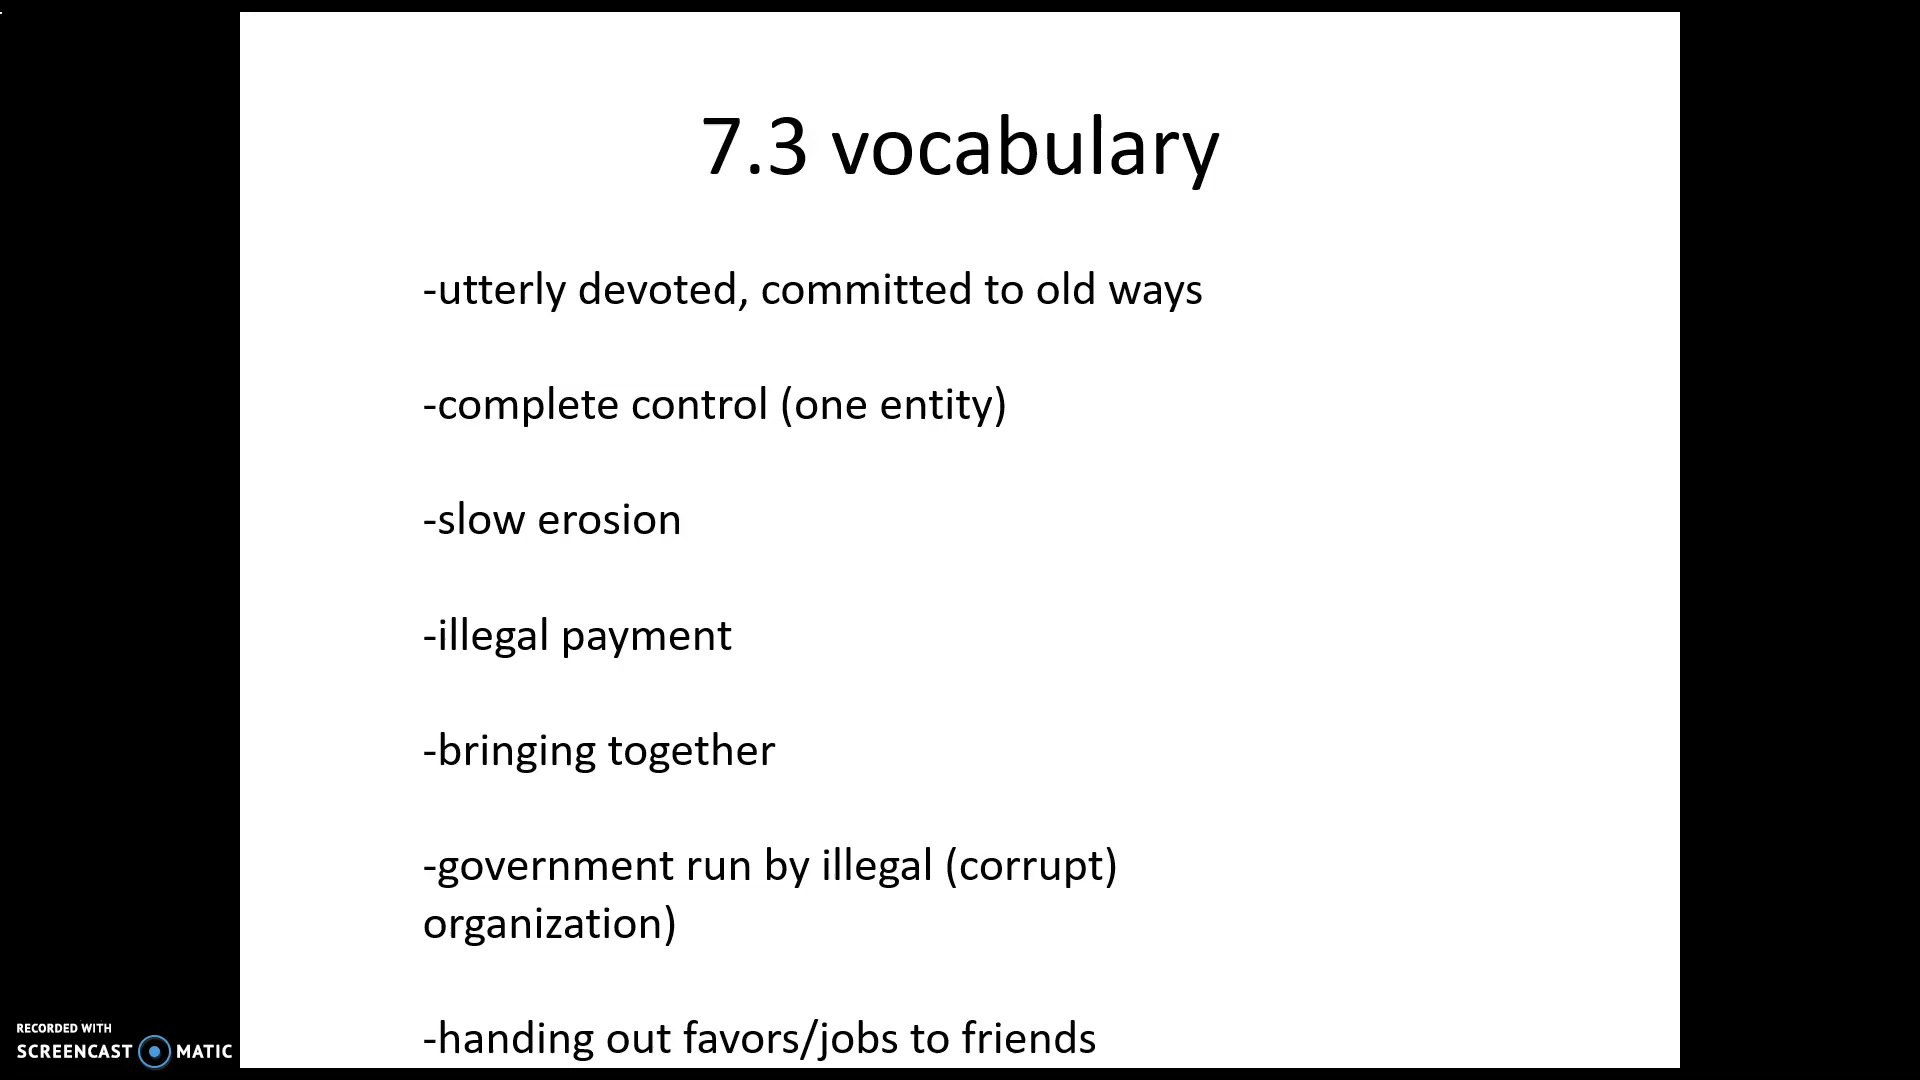 7.3 vocabulary
-utterly devoted, committed to old ways
-complete control (one entity)
-slow erosion
-illegal payment
-bringing together
-government run by illegal (corrupt)
organization)
-handing out favors/jobs to friends
RECORDED WITH
SCREENCAST MATIC